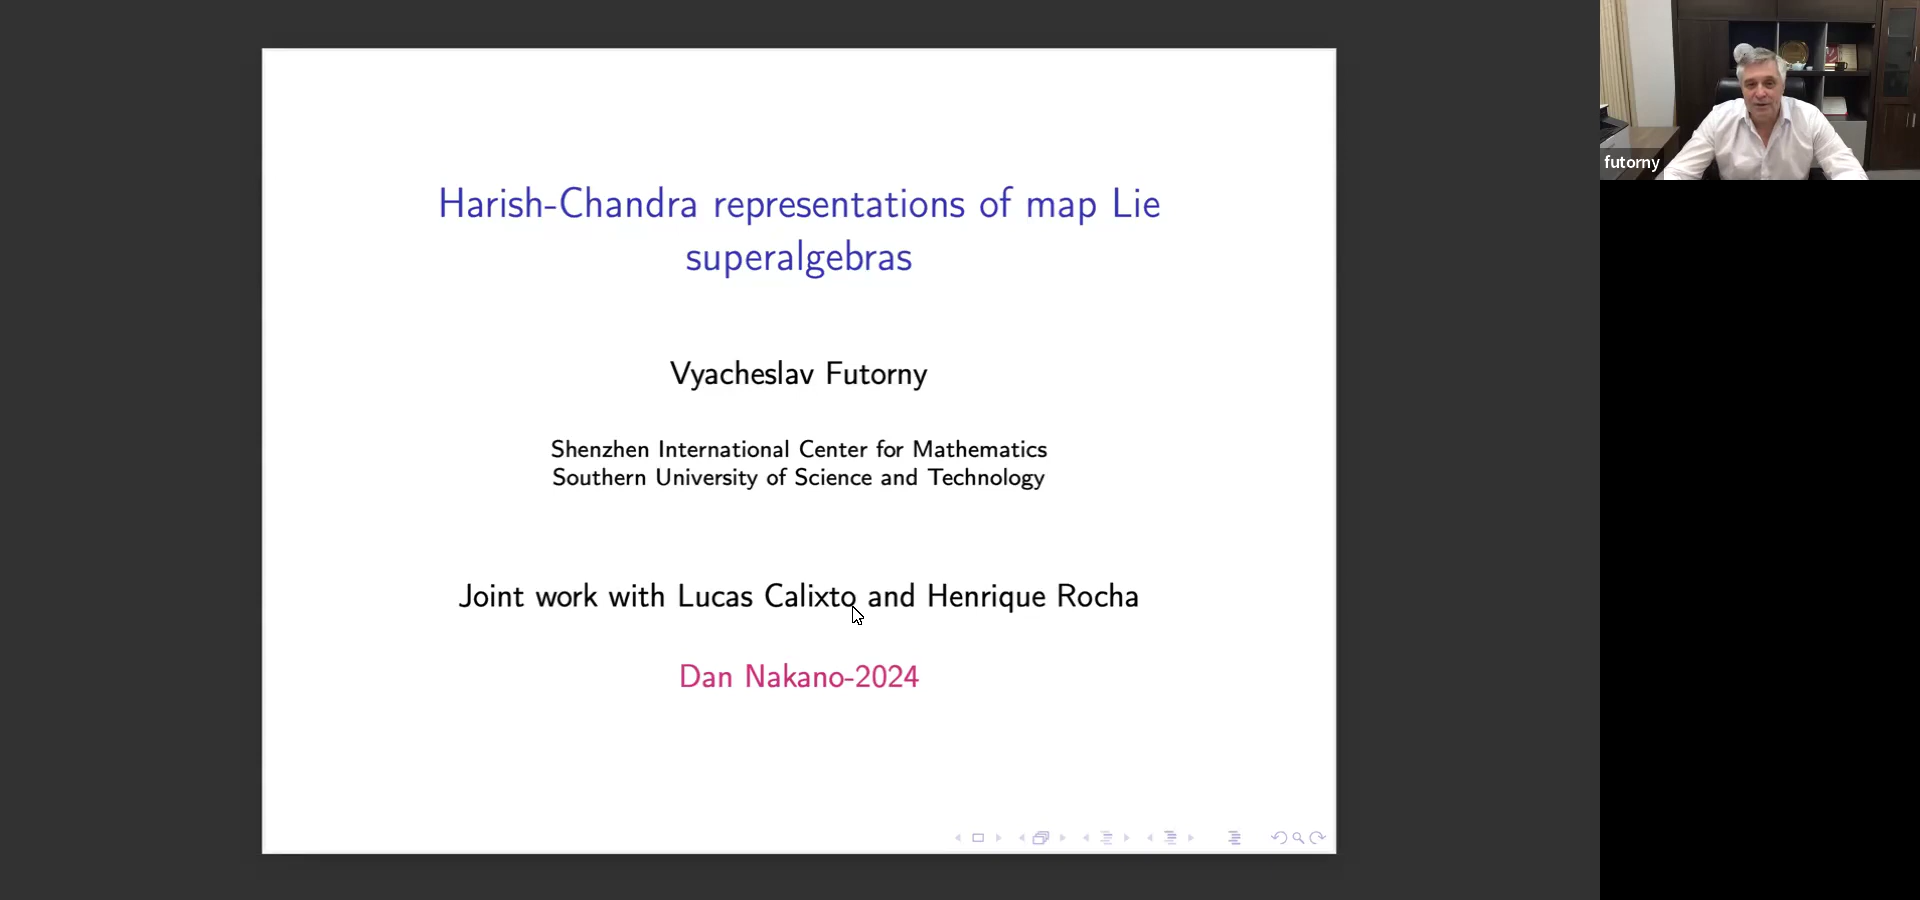 Harish-Chandra representations of map Lie
superalgebras
Vyacheslav Futorny
Shenzhen International Center for Mathematics
Southern University of Science and Technology
Joint work with Lucas Calixto and Henrique Rocha
Dan Nakano-2024
futorny